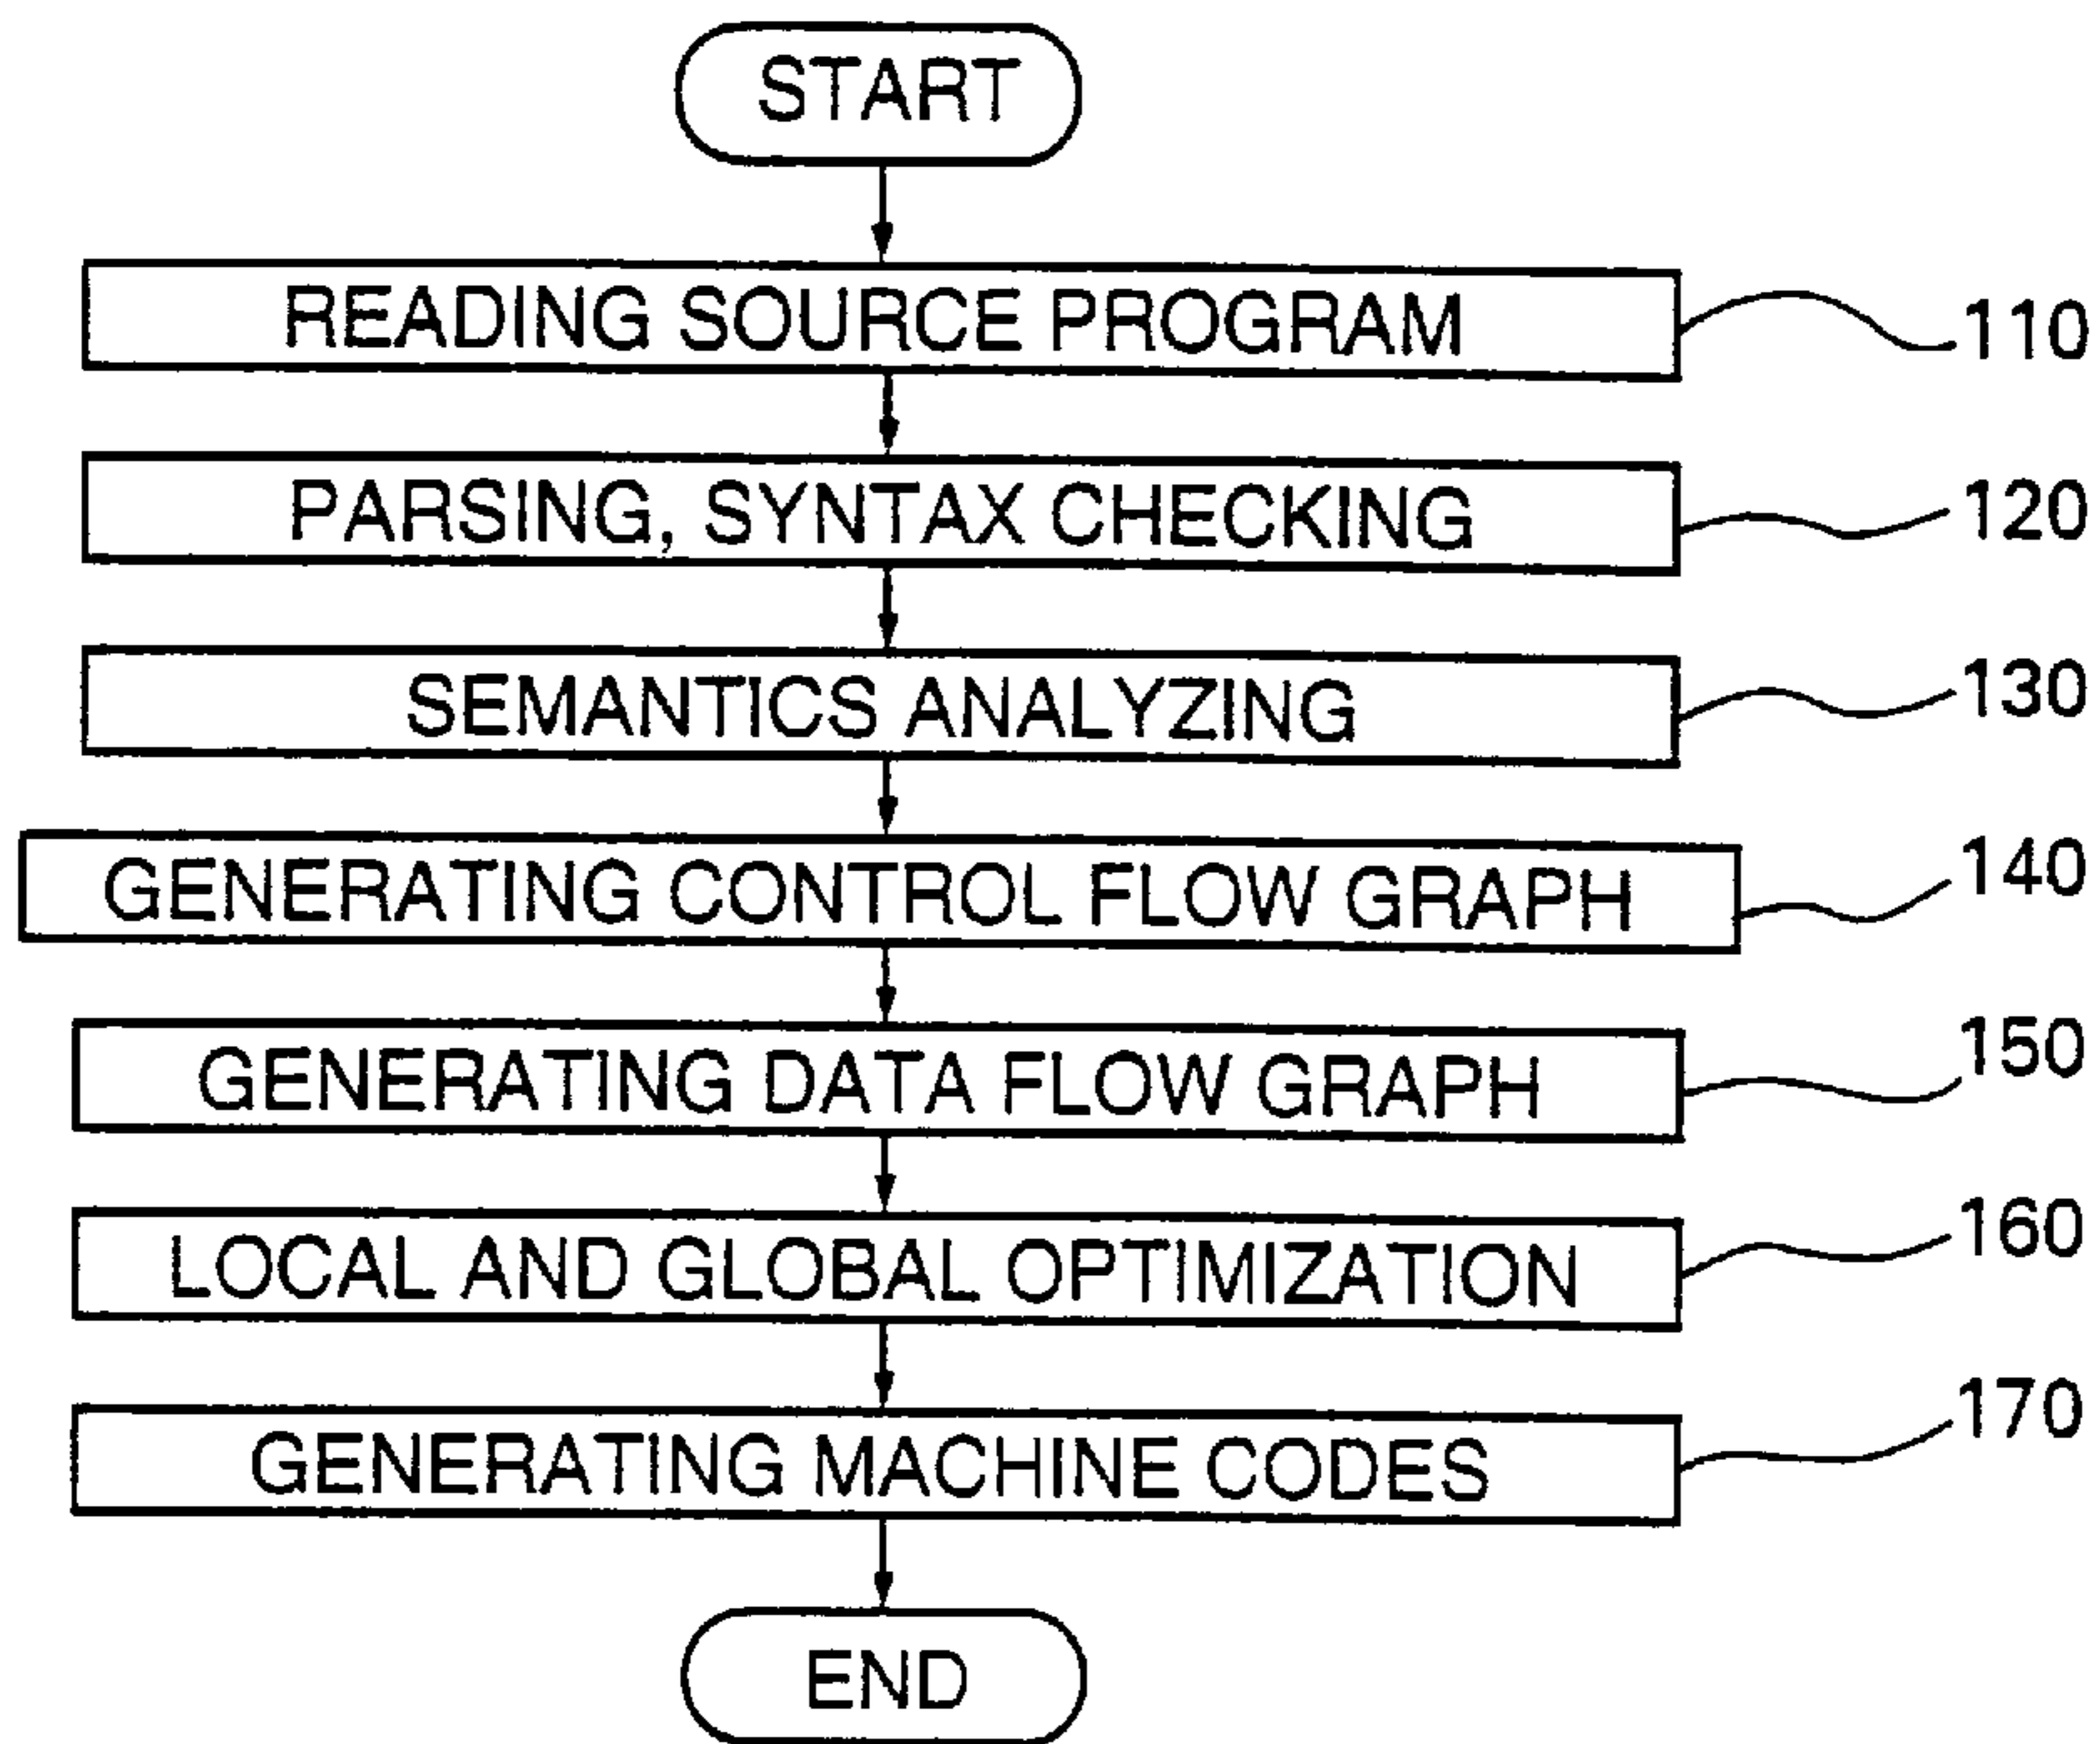 START
READING SOURCE PROGRAM
110
PARSING, SYNTAX CHECKING
120
SEMANTICS ANALYZING
130
GENERATING CONTROL FLOW GRAPH
140
GENERATING DATA FLOW GRAPH
150
LOCAL AND GLOBAL OPTIMIZATION
160
GENERATING MACHINE CODES
170
END